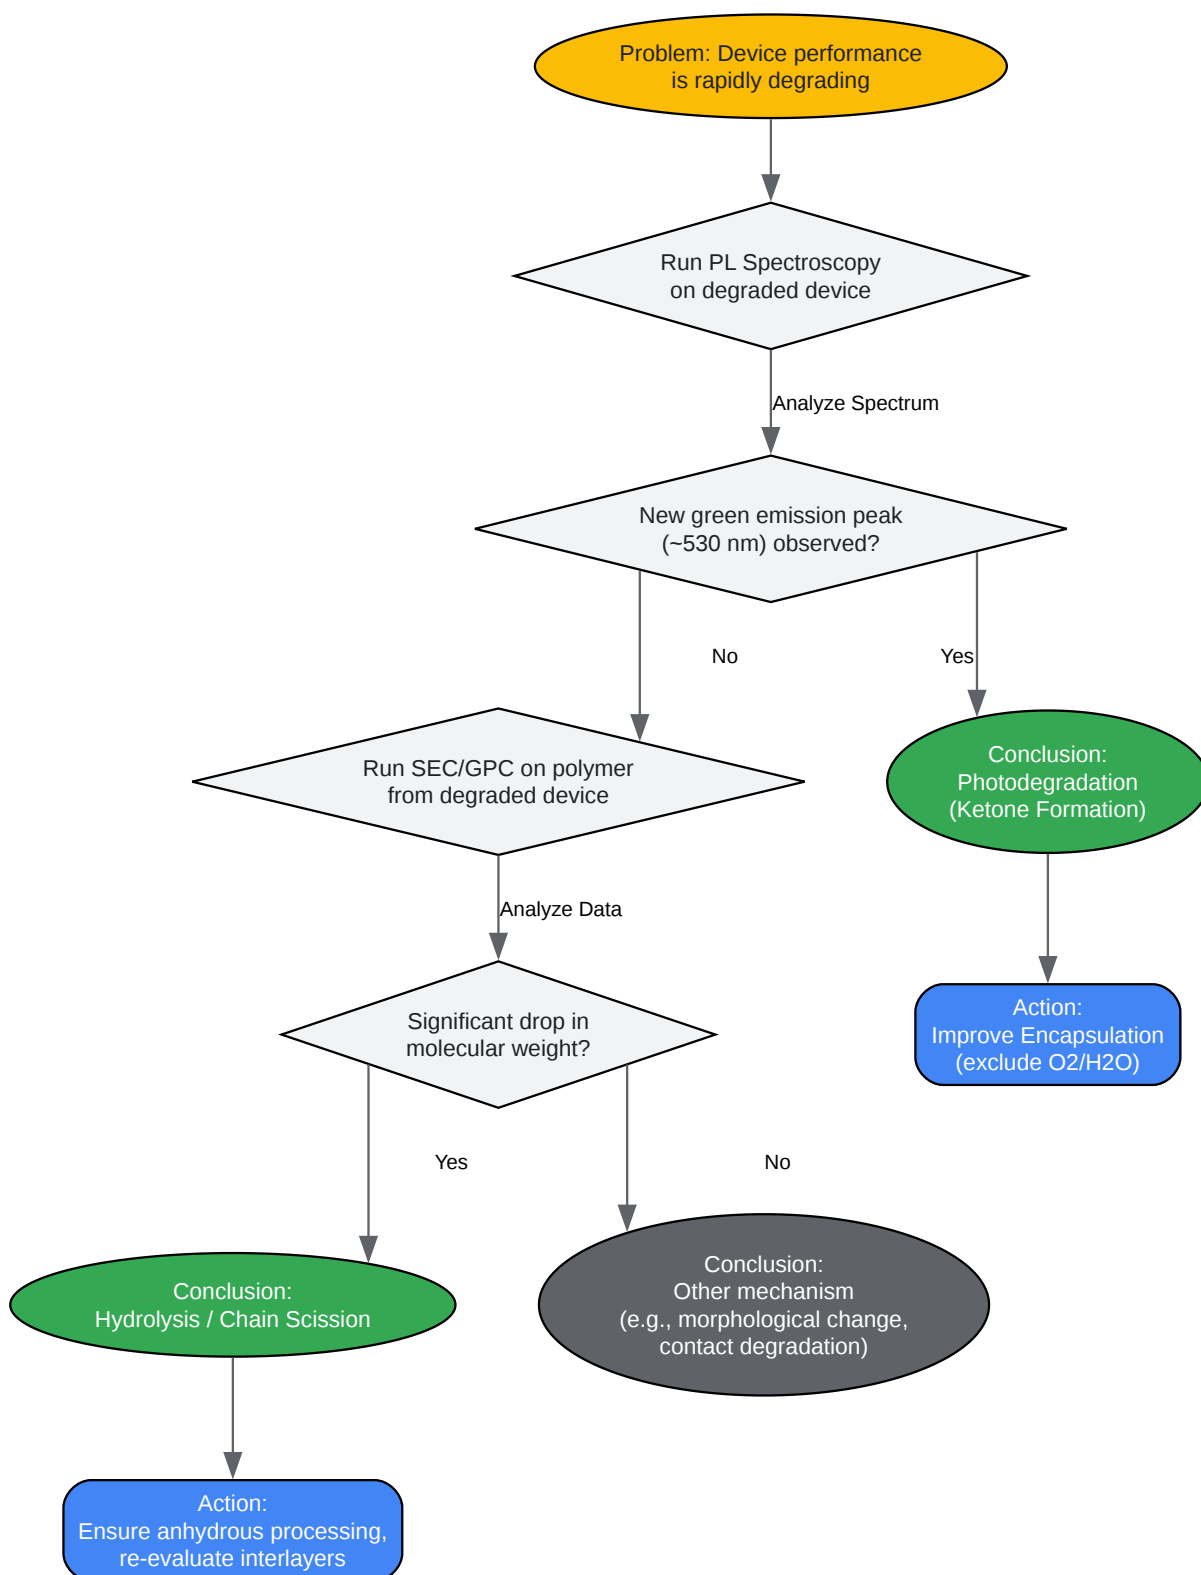 Problem: Device performance
is rapidly degrading
Run PL Spectroscopy
on degraded device
Analyze Spectrum
New green emission peak
(~530 nm) observed?
No
Yes
Run SEC/GPC on polymer
from degraded device
Conclusion:
Photodegradation
(Ketone Formation)
Analyze Data
Significant drop in
molecular weight?
Action:
Improve Encapsulation
(exclude O2/H2O)
Yes
No
Conclusion:
Hydrolysis / Chain Scission
Conclusion:
Other mechanism
(e.g., morphological change,
contact degradation)
Action:
Ensure anhydrous processing,
re-evaluate interlayers